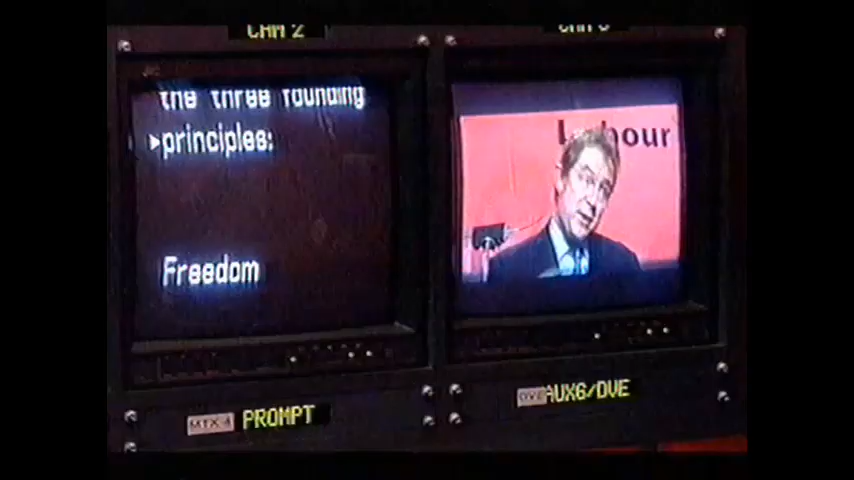 CAM 2
the three founding
▸principles:
Freedom
Labour
MTX 4
PROMPT
DVE
AUX6/DVE